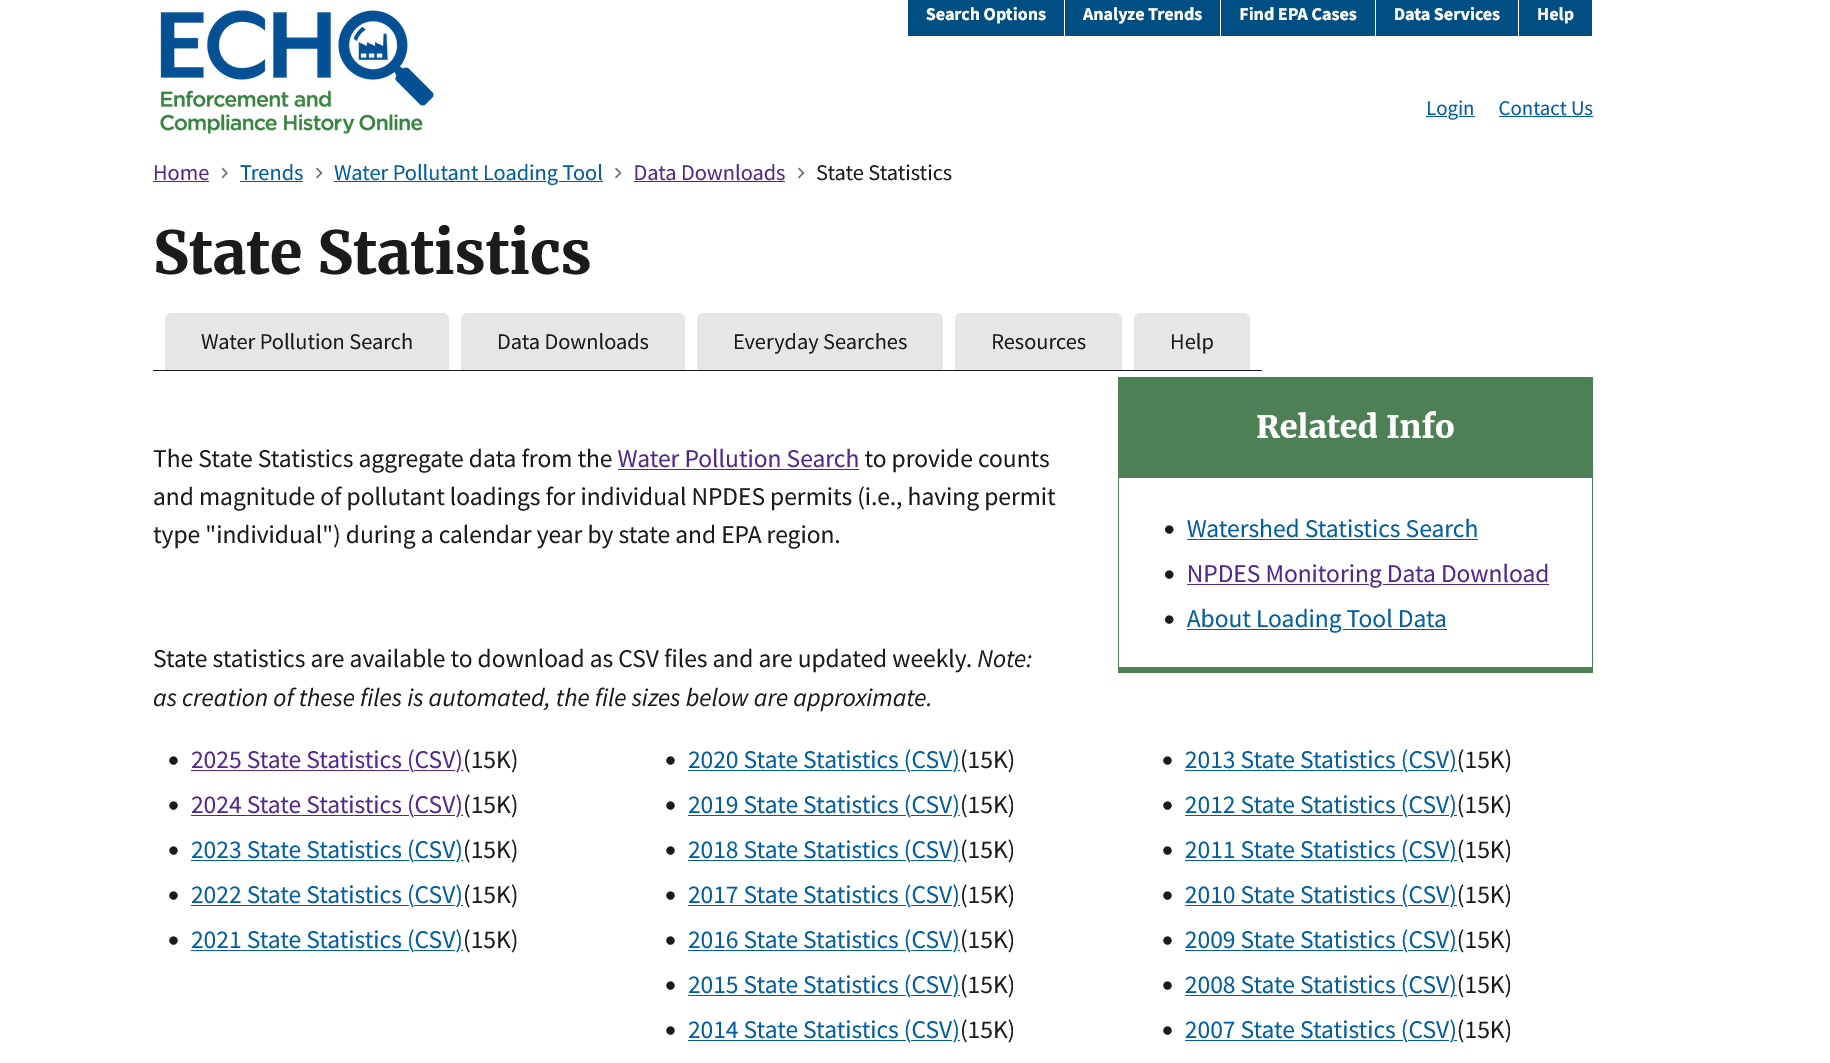 Search Options
Analyze Trends
Find EPA Cases
Data Services
Help
ECHO
Enforcement and
Compliance History Online
Login
Contact Us
Home > Trends > Water Pollutant Loading Tool > Data Downloads > State Statistics
State Statistics
Water Pollution Search
Data Downloads
Everyday Searches
Resources
Help
The State Statistics aggregate data from the Water Pollution Search to provide counts
and magnitude of pollutant loadings for individual NPDES permits (i.e., having permit
type "individual") during a calendar year by state and EPA region.
Related Info
• Watershed Statistics Search
• NPDES Monitoring Data Download
• About Loading Tool Data
State statistics are available to download as CSV files and are updated weekly. Note:
as creation of these files is automated, the file sizes below are approximate.
• 2025 State Statistics (CSV)(15K)
• 2024 State Statistics (CSV)(15K)
• 2023 State Statistics (CSV)(15K)
• 2022 State Statistics (CSV)(15K)
• 2021 State Statistics (CSV)(15K)
• 2020 State Statistics (CSV)(15K)
• 2019 State Statistics (CSV)(15K)
• 2018 State Statistics (CSV)(15K)
• 2017 State Statistics (CSV)(15K)
• 2016 State Statistics (CSV)(15K)
• 2015 State Statistics (CSV)(15K)
• 2014 State Statistics (CSV)(15K)
• 2013 State Statistics (CSV)(15K)
• 2012 State Statistics (CSV)(15K)
• 2011 State Statistics (CSV)(15K)
• 2010 State Statistics (CSV)(15K)
• 2009 State Statistics (CSV)(15K)
• 2008 State Statistics (CSV)(15K)
• 2007 State Statistics (CSV)(15K)